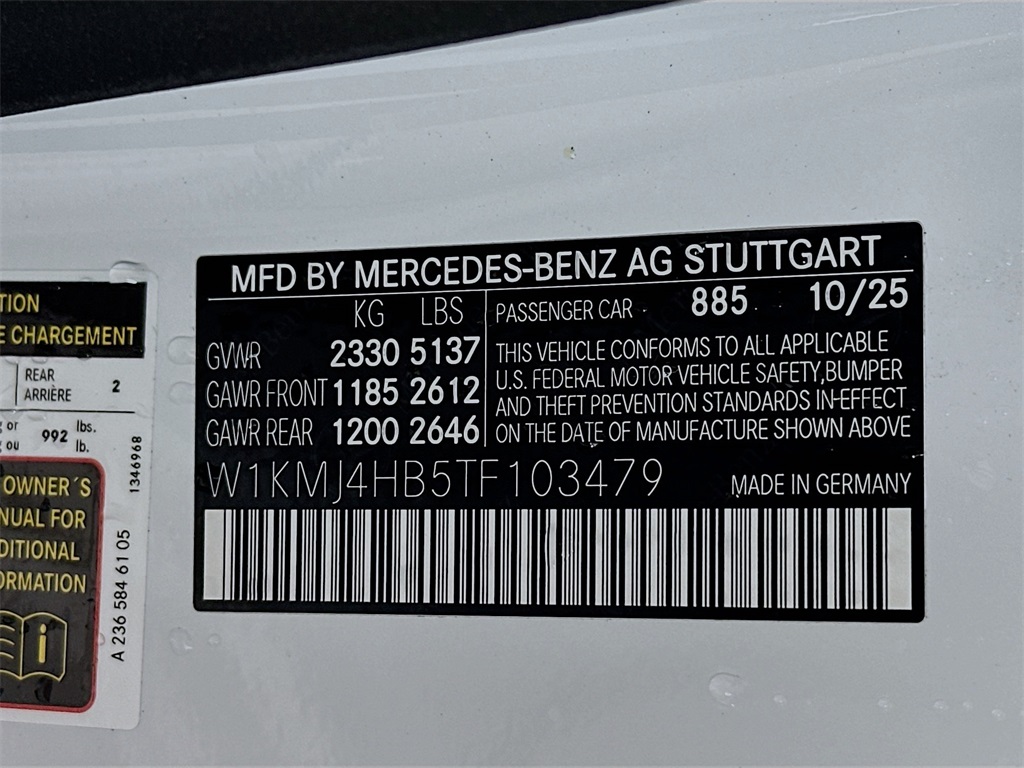 TION
E CHARGEMENT
REAR
ARRIÈRE
2
or
ou
992
lbs.
lb.
1346968
OWNER´S
NUAL FOR
DITIONAL
ORMATION
A 236 584 61 05
MFD BY MERCEDES-BENZ AG STUTTGART
KG LBS
GVWR 2330 5137
GAWR FRONT 1185 2612
GAWR REAR 1200 2646
PASSENGER CAR 885 10/25
THIS VEHICLE CONFORMS TO ALL APPLICABLE
U.S. FEDERAL MOTOR VEHICLE SAFETY,BUMPER
AND THEFT PREVENTION STANDARDS IN-EFFECT
ON THE DATE OF MANUFACTURE SHOWN ABOVE
W1KMJ4HB5TF103479
MADE IN GERMANY